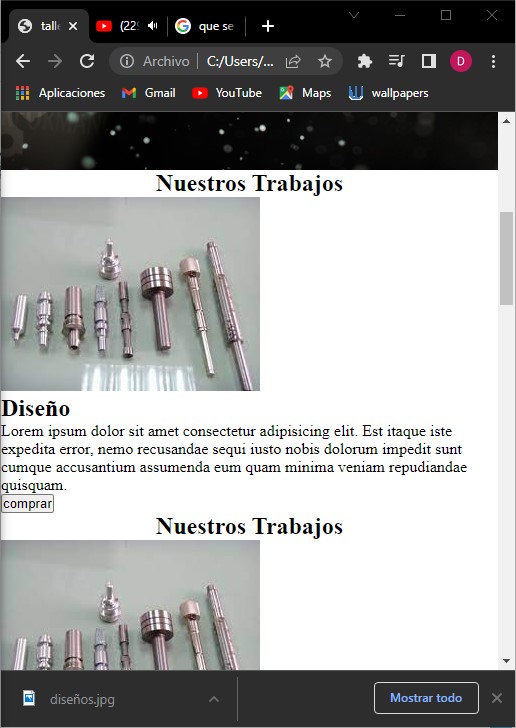 talle
(225
que se
Archivo
C:/Users/...
D
Aplicaciones
Gmail
YouTube
Maps
wallpapers
Nuestros Trabajos
Diseño
Lorem ipsum dolor sit amet consectetur adipisicing elit. Est itaque iste
expedita error, nemo recusandae sequi iusto nobis dolorum impedit sunt
cumque accusantium assumenda eum quam minima veniam repudiandae
quisquam.
comprar
Nuestros Trabajos
diseños.jpg
Mostrar todo